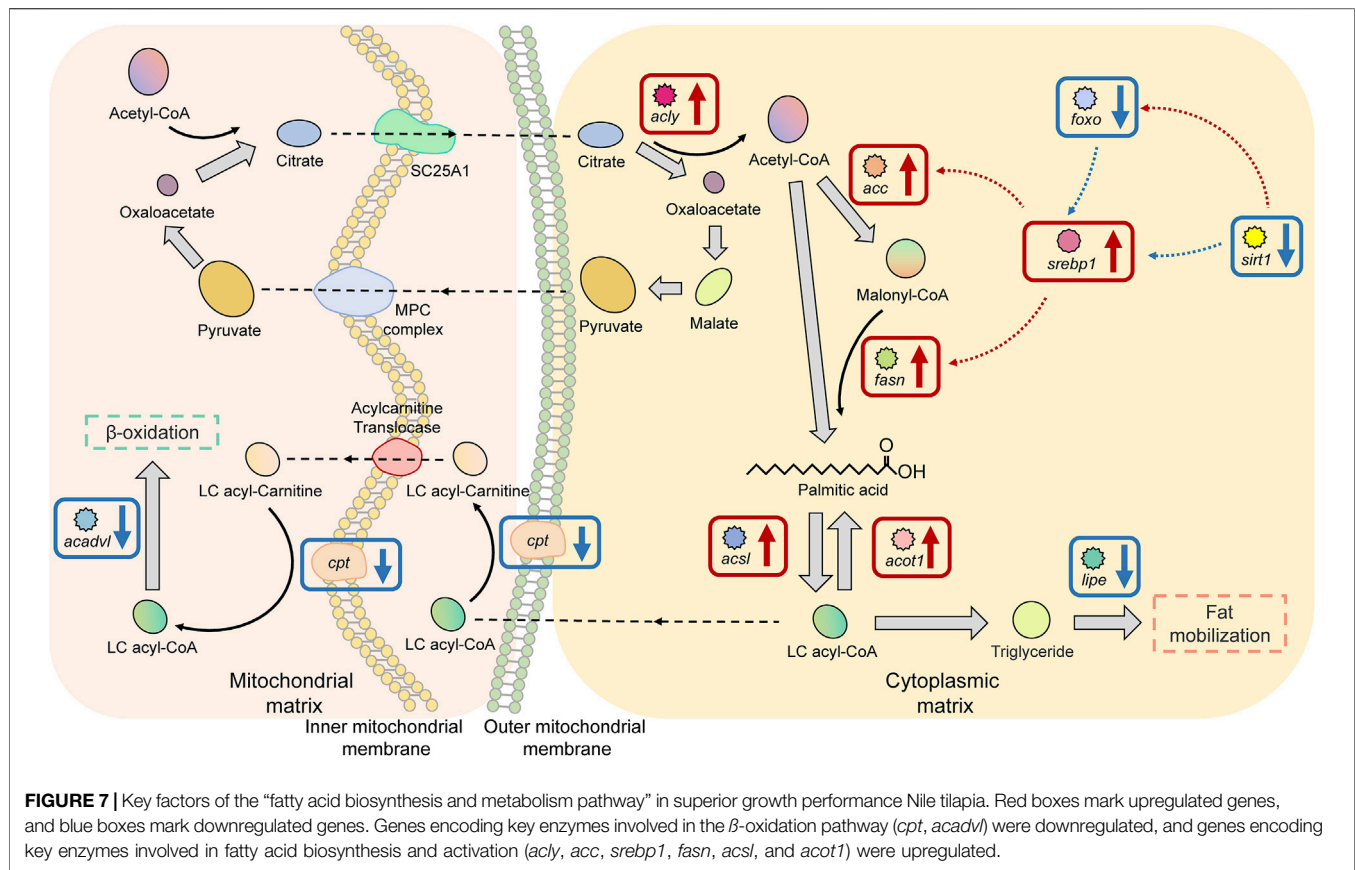 Acetyl-CoA
Citrate
SC25A1
Oxaloacetate
Pyruvate
MPC
complex
Citrate
acly
Acetyl-CoA
Oxaloacetate
Pyruvate
Malate
acc
Malonyl-CoA
fasn
foxo
srebp1
sirt1
β-oxidation
Acylcarnitine
Translocase
LC acyl-Carnitine
LC acyl-Carnitine
acadvl
cpt
cpt
LC acyl-CoA
LC acyl-CoA
O
OH
Palmitic acid
acsl
acot1
lipe
LC acyl-CoA
Triglyceride
Fat
mobilization
Mitochondrial
matrix
Inner mitochondrial
membrane
Outer mitochondrial
membrane
Cytoplasmic
matrix
FIGURE 7 | Key factors of the “fatty acid biosynthesis and metabolism pathway” in superior growth performance Nile tilapia. Red boxes mark upregulated genes,
and blue boxes mark downregulated genes. Genes encoding key enzymes involved in the ß-oxidation pathway (cpt, acadvl) were downregulated, and genes encoding
key enzymes involved in fatty acid biosynthesis and activation (acly, acc, srebp1, fasn, acsl, and acot1) were upregulated.